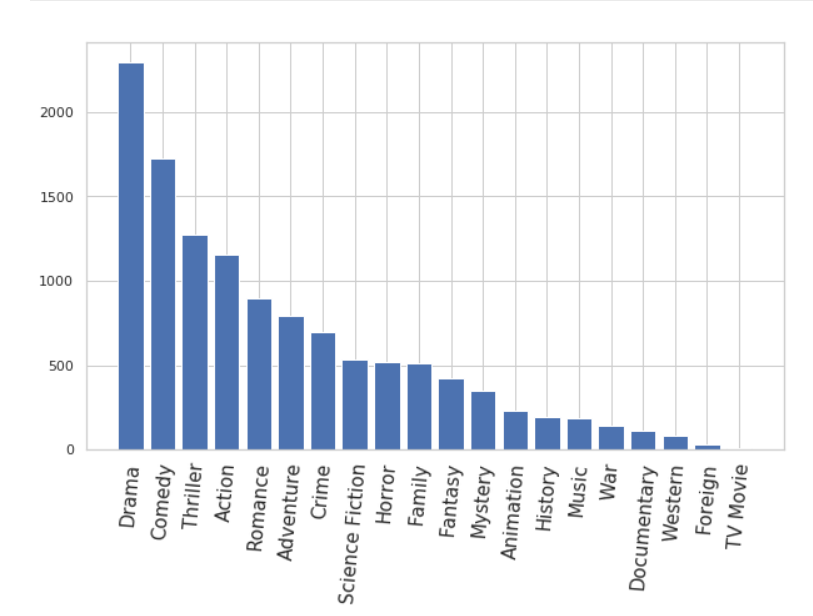 2000
1500
1000
500
0
Drama
Comedy
Thriller
Action
Romance
Adventure
Crime
Science Fiction
Horror
Family
Fantasy
Mystery
Animation
History
Music
War
Documentary
Western
Foreign
TV Movie